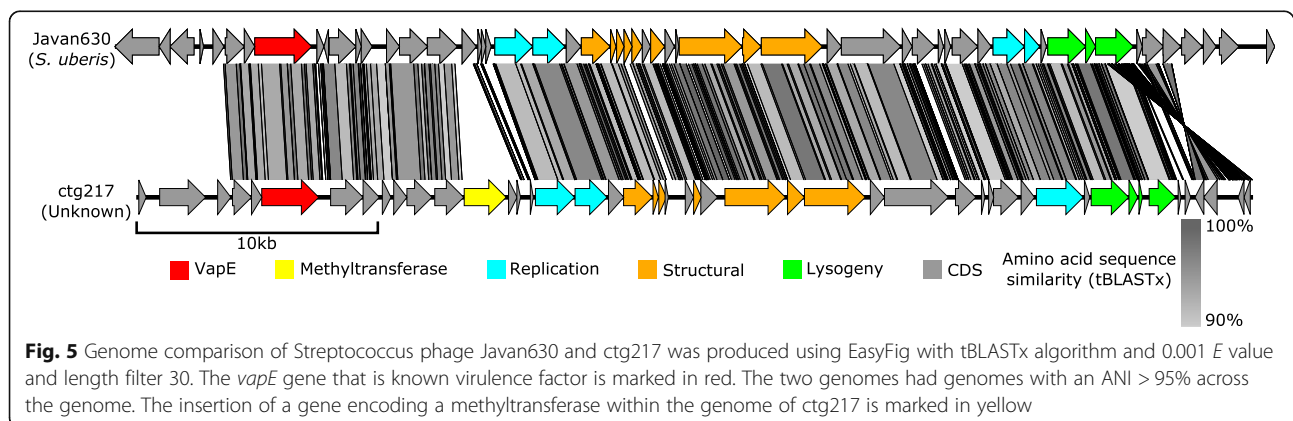 Javan630
(S. uberis)
ctg217
(Unknown)
10kb
VapE
Methyltransferase
Replication
Structural
Lysogeny
CDS
Amino acid sequence
similarity (tBLASTx)
100%
90%
Fig. 5 Genome comparison of Streptococcus phage Javan630 and ctg217 was produced using EasyFig with tBLASTx algorithm and 0.001 E value
and length filter 30. The vapE gene that is known virulence factor is marked in red. The two genomes had genomes with an ANI > 95% across
the genome. The insertion of a gene encoding a methyltransferase within the genome of ctg217 is marked in yellow